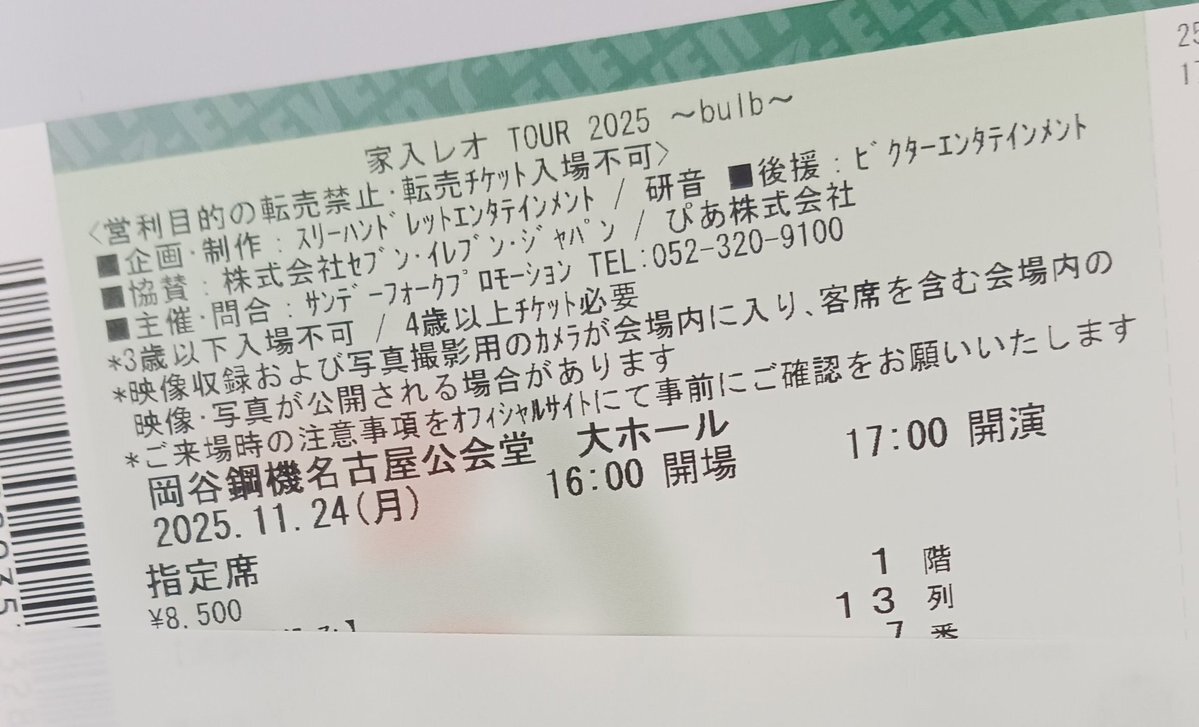 7-ELEVEn
家入レオ TOUR 2025 ～bulb～
<営利目的の転売禁止・転売チケット入場不可>
■企画・制作：スリーハンドレットエンタテインメント / 研音 ■後援：ビクターエンタテインメント
■協賛：株式会社セブン-イレブン・ジャパン / ぴあ株式会社
■主催・問合：サンデーフォークプロモーション TEL:052-320-9100
*3歳以下入場不可 / 4歳以上チケット必要
*映像収録および写真撮影用のカメラが会場内に入り、客席を含む会場内の
映像・写真が公開される場合があります
*ご来場時の注意事項をオフィシャルサイトにて事前にご確認をお願いいたします
岡谷鋼機名古屋公会堂 大ホール
2025.11.24(月) 16:00 開場 17:00 開演
指定席 1 階
¥8,500 13 列
7 番
25